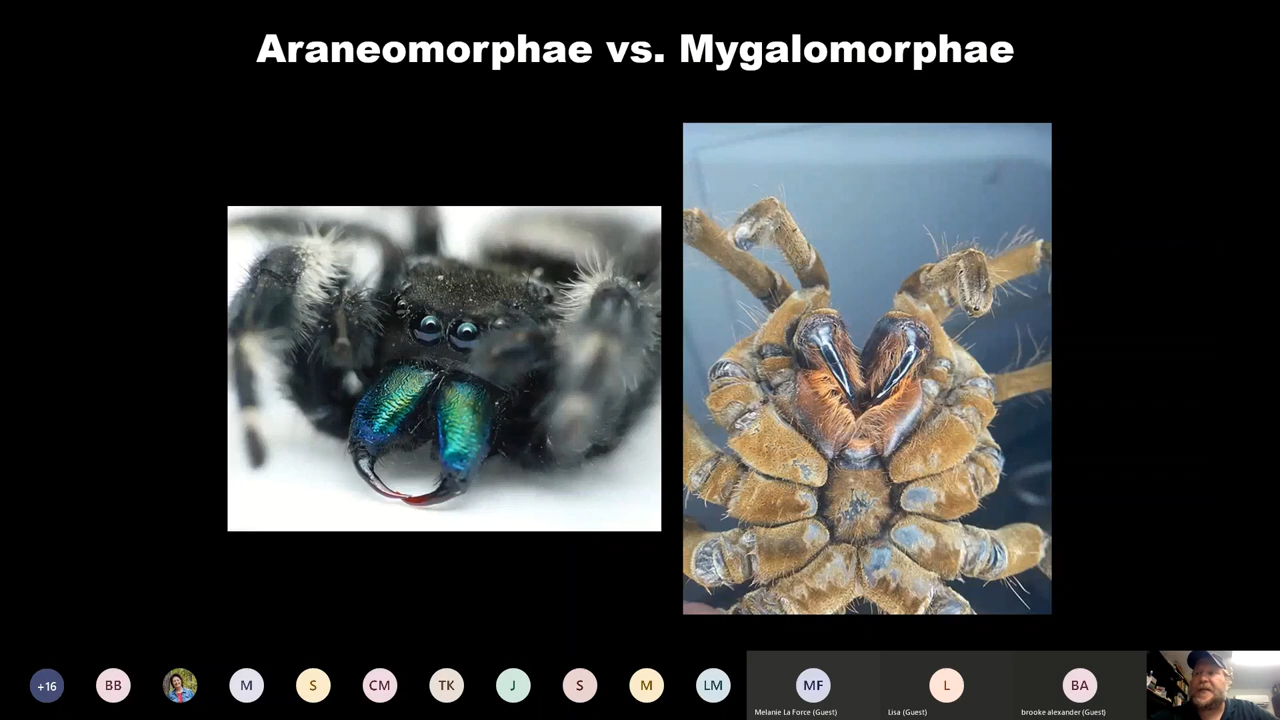 Araneomorphae vs. Mygalomorphae
+16
BB
M
S
CM
TK
J
S
M
LM
MF
L
BA
Melanie La Force (Guest)
Lisa (Guest)
brooke alexander (Guest)